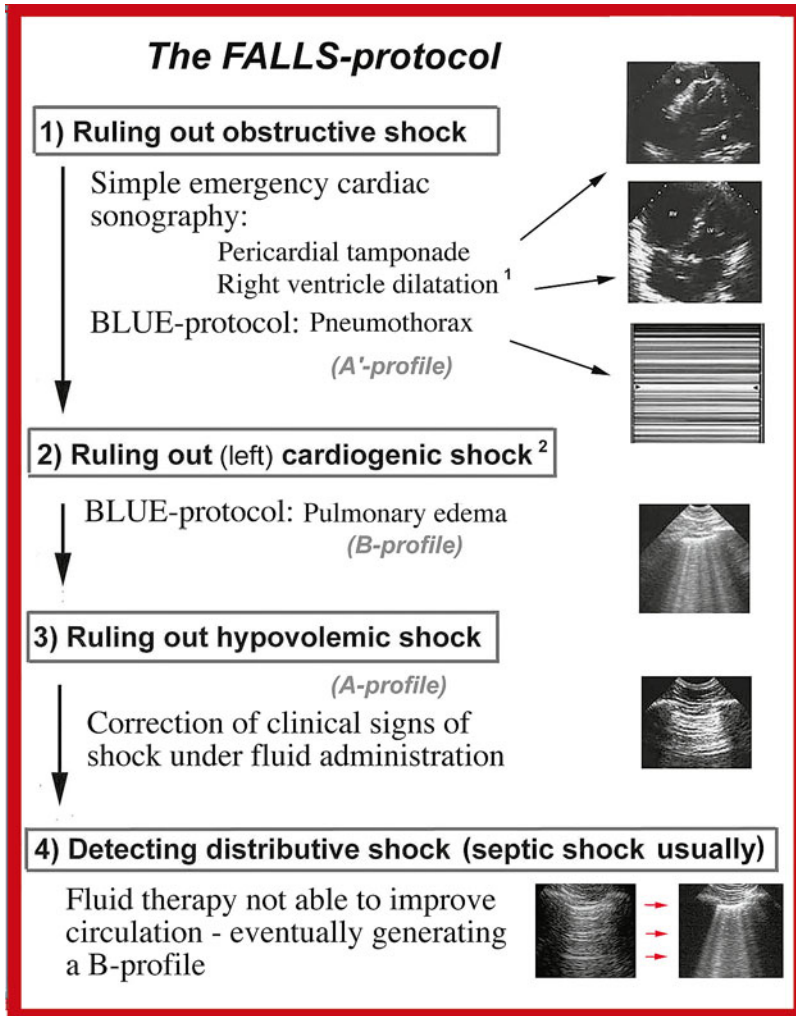 The FALLS-protocol
1) Ruling out obstructive shock
Simple emergency cardiac
sonography:
Pericardial tamponade
Right ventricle dilatation 1
BLUE-protocol: Pneumothorax
(A'-profile)
RV
LV
2) Ruling out (left) cardiogenic shock 2
BLUE-protocol: Pulmonary edema
(B-profile)
3) Ruling out hypovolemic shock
(A-profile)
Correction of clinical signs of
shock under fluid administration
4) Detecting distributive shock (septic shock usually)
Fluid therapy not able to improve
circulation - eventually generating
a B-profile